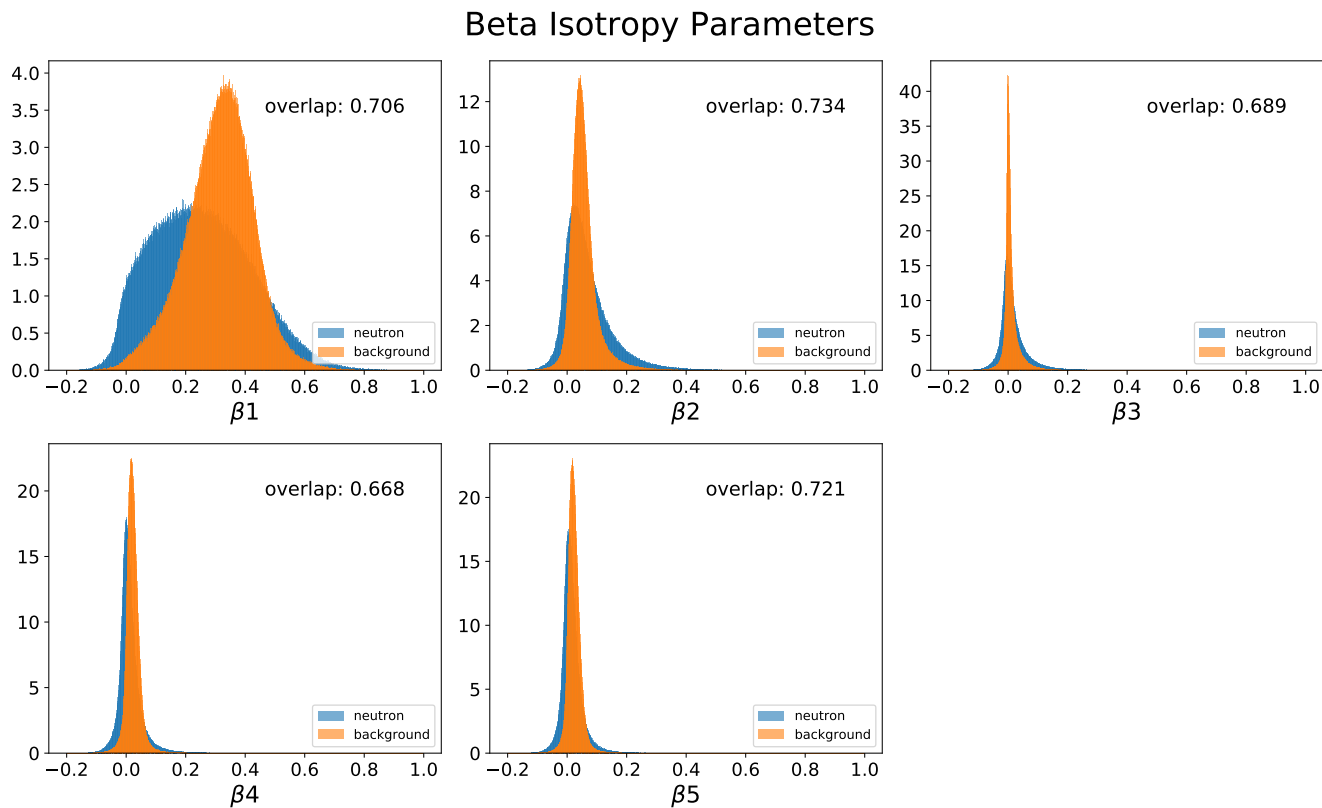 Beta Isotropy Parameters
4.0
3.5
3.0
2.5
2.0
1.5
1.0
0.5
0.0
overlap: 0.706
neutron
background
−0.2 0.0 0.2 0.4 0.6 0.8 1.0
β1
12
10
8
6
4
2
0
overlap: 0.734
neutron
background
−0.2 0.0 0.2 0.4 0.6 0.8 1.0
β2
40
35
30
25
20
15
10
5
0
overlap: 0.689
neutron
background
−0.2 0.0 0.2 0.4 0.6 0.8 1.0
β3
20
15
10
5
0
overlap: 0.668
neutron
background
−0.2 0.0 0.2 0.4 0.6 0.8 1.0
β4
20
15
10
5
0
overlap: 0.721
neutron
background
−0.2 0.0 0.2 0.4 0.6 0.8 1.0
β5